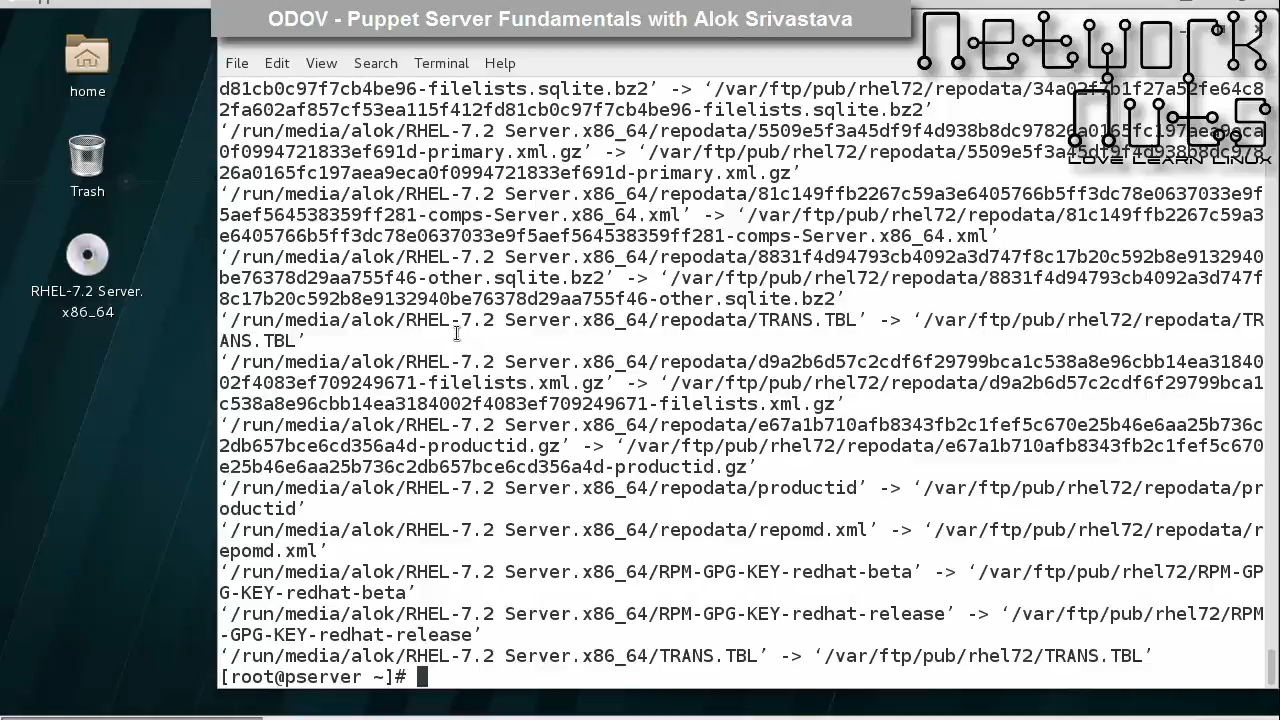 ODOV - Puppet Server Fundamentals with Alok Srivastava
NETWORK
NUTS
LOVE LEARN LINUX
home
Trash
RHEL-7.2 Server.
x86_64
File Edit View Search Terminal Help
d81cb0c97f7cb4be96-filelists.sqlite.bz2’ -> ‘/var/ftp/pub/rhel72/repodata/34a02f7b1f27a52fe64c8
2fa602af857cf53ea115f412fd81cb0c97f7cb4be96-filelists.sqlite.bz2’
‘/run/media/alok/RHEL-7.2 Server.x86_64/repodata/5509e5f3a45df9f4d938b8dc97826a0165fc197aea9eca
0f0994721833ef691d-primary.xml.gz’ -> ‘/var/ftp/pub/rhel72/repodata/5509e5f3a45df9f4d938b8dc978
26a0165fc197aea9eca0f0994721833ef691d-primary.xml.gz’
‘/run/media/alok/RHEL-7.2 Server.x86_64/repodata/81c149ffb2267c59a3e6405766b5ff3dc78e0637033e9f
5aef564538359ff281-comps-Server.x86_64.xml’ -> ‘/var/ftp/pub/rhel72/repodata/81c149ffb2267c59a3
e6405766b5ff3dc78e0637033e9f5aef564538359ff281-comps-Server.x86_64.xml’
‘/run/media/alok/RHEL-7.2 Server.x86_64/repodata/8831f4d94793cb4092a3d747f8c17b20c592b8e9132940
be76378d29aa755f46-other.sqlite.bz2’ -> ‘/var/ftp/pub/rhel72/repodata/8831f4d94793cb4092a3d747f
8c17b20c592b8e9132940be76378d29aa755f46-other.sqlite.bz2’
‘/run/media/alok/RHEL-7.2 Server.x86_64/repodata/TRANS.TBL’ -> ‘/var/ftp/pub/rhel72/repodata/TR
ANS.TBL’
‘/run/media/alok/RHEL-7.2 Server.x86_64/repodata/d9a2b6d57c2cdf6f29799bca1c538a8e96cbb14ea31840
02f4083ef709249671-filelists.xml.gz’ -> ‘/var/ftp/pub/rhel72/repodata/d9a2b6d57c2cdf6f29799bca1
c538a8e96cbb14ea3184002f4083ef709249671-filelists.xml.gz’
‘/run/media/alok/RHEL-7.2 Server.x86_64/repodata/e67a1b710afb8343fb2c1fef5c670e25b46e6aa25b736c
2db657bce6cd356a4d-productid.gz’ -> ‘/var/ftp/pub/rhel72/repodata/e67a1b710afb8343fb2c1fef5c670
e25b46e6aa25b736c2db657bce6cd356a4d-productid.gz’
‘/run/media/alok/RHEL-7.2 Server.x86_64/repodata/productid’ -> ‘/var/ftp/pub/rhel72/repodata/pr
oductid’
‘/run/media/alok/RHEL-7.2 Server.x86_64/repodata/repomd.xml’ -> ‘/var/ftp/pub/rhel72/repodata/r
epomd.xml’
‘/run/media/alok/RHEL-7.2 Server.x86_64/RPM-GPG-KEY-redhat-beta’ -> ‘/var/ftp/pub/rhel72/RPM-GP
G-KEY-redhat-beta’
‘/run/media/alok/RHEL-7.2 Server.x86_64/RPM-GPG-KEY-redhat-release’ -> ‘/var/ftp/pub/rhel72/RPM
-GPG-KEY-redhat-release’
‘/run/media/alok/RHEL-7.2 Server.x86_64/TRANS.TBL’ -> ‘/var/ftp/pub/rhel72/TRANS.TBL’
[root@pserver ~]#